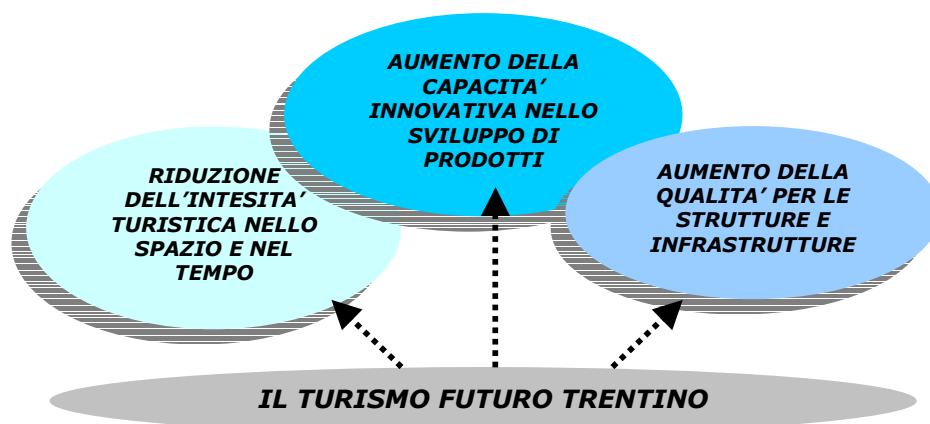 AUMENTO DELLA
CAPACITA’
INNOVATIVA NELLO
SVILUPPO DI
PRODOTTI
RIDUZIONE
DELL’INTESITA’
TURISTICA NELLO
SPAZIO E NEL
TEMPO
AUMENTO DELLA
QUALITA’ PER LE
STRUTTURE E
INFRASTRUTTURE
IL TURISMO FUTURO TRENTINO